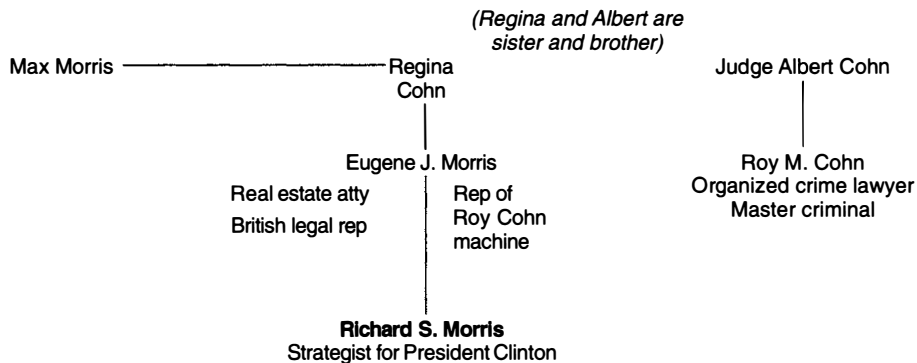 (Regina and Albert are
sister and brother)
Max Morris
Regina
Cohn
Judge Albert Cohn
Eugene J. Morris
Real estate atty
British legal rep
Rep of
Roy Cohn
machine
Roy M. Cohn
Organized crime lawyer
Master criminal
Richard S. Morris
Strategist for President Clinton